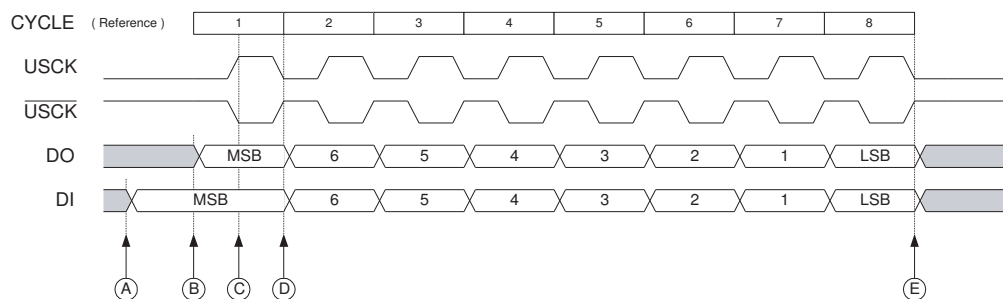 CYCLE ( Reference ) 1 2 3 4 5 6 7 8
USCK
USCK
DO MSB 6 5 4 3 2 1 LSB
DI MSB 6 5 4 3 2 1 LSB
A B C D E